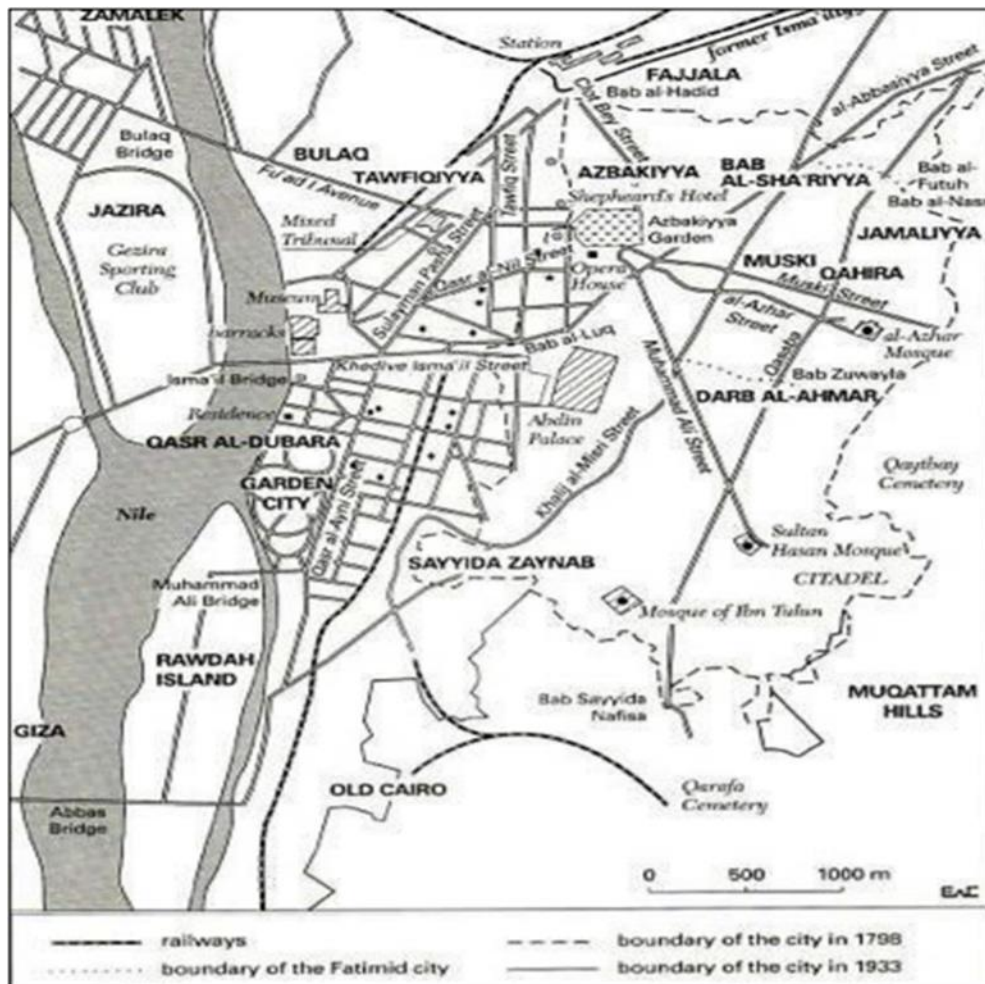 ZAMALEK
Station
former Isma'iliyya
FAJJALA
Bab al-Hadid
al-Abbasiyya Street
Clot Bey Street
Bulaq
Bridge
BULAQ
Fu'ad I Avenue
TAWFIQIYYA
Tawfiq Street
AZBAKIYYA
BAB
AL-SHA'RIYYA
Bab al-
Futuh
Bab al-Nasr
Shepheard's Hotel
JAZIRA
Gezira
Sporting
Club
Mixed
Tribunal
Azbakiyya
Garden
JAMALIYYA
Sulayman Pasha Street
Qasr al-Nil Street
Opera
House
MUSKI
QAHIRA
Muski Street
Museum
al-Azhar
Street
barracks
Bab al-Luq
Qasaba
al-Azhar
Mosque
Khedive Isma'il Street
Isma'il Bridge
Muhammad Ali Street
Bab Zuwayla
Residence
Abdin
Palace
DARB AL-AHMAR
QASR AL-DUBARA
Khalij al-Misri Street
Qaytbay
Cemetery
GARDEN
CITY
Qasr al-Ayni Street
Nile
Sultan
Hasan Mosque
SAYYIDA ZAYNAB
CITADEL
Muhammad
Ali Bridge
Mosque of Ibn Tulun
RAWDAH
ISLAND
Bab Sayyida
Nafisa
MUQATTAM
HILLS
GIZA
OLD CAIRO
Qarafa
Cemetery
Abbas
Bridge
0 500 1000 m
railways
boundary of the city in 1798
boundary of the Fatimid city
boundary of the city in 1933